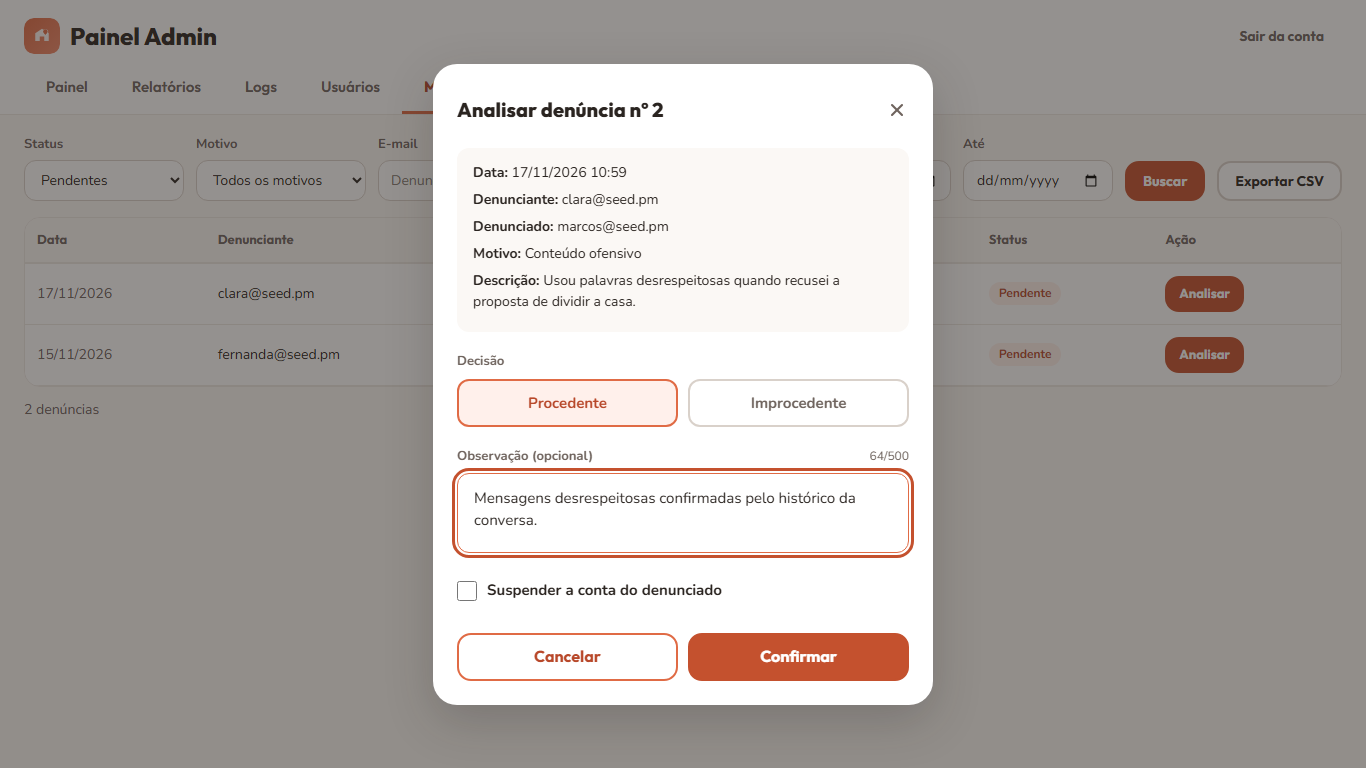 Painel Admin
Sair da conta
Painel
Relatórios
Logs
Usuários
Analisar denúncia nº 2
Status
Motivo
E-mail
Até
Pendentes
Todos os motivos
Denun
dd/mm/yyyy
Buscar
Exportar CSV
Data
Denunciante
Status
Ação
17/11/2026
clara@seed.pm
Pendente
Analisar
15/11/2026
fernanda@seed.pm
Pendente
Analisar
2 denúncias
Data: 17/11/2026 10:59
Denunciante: clara@seed.pm
Denunciado: marcos@seed.pm
Motivo: Conteúdo ofensivo
Descrição: Usou palavras desrespeitosas quando recusei a
proposta de dividir a casa.
Decisão
Procedente
Improcedente
Observação (opcional)
64/500
Mensagens desrespeitosas confirmadas pelo histórico da
conversa.
Suspender a conta do denunciado
Cancelar
Confirmar